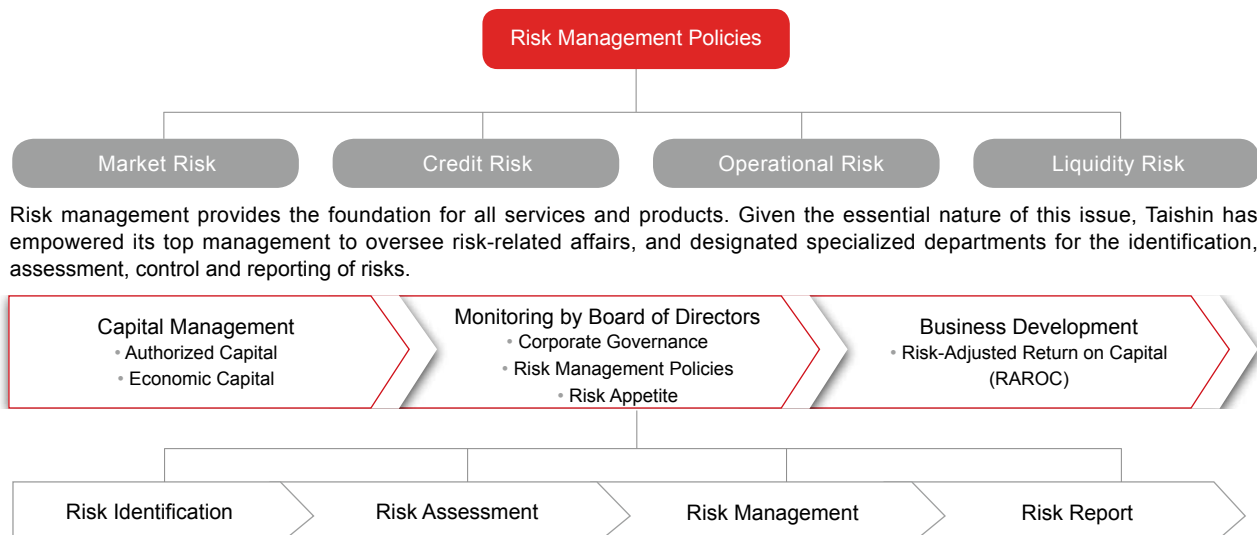 Risk Management Policies
Market Risk
Credit Risk
Operational Risk
Liquidity Risk
Risk management provides the foundation for all services and products. Given the essential nature of this issue, Taishin has
empowered its top management to oversee risk-related affairs, and designated specialized departments for the identification,
assessment, control and reporting of risks.
Capital Management
• Authorized Capital
• Economic Capital
Monitoring by Board of Directors
• Corporate Governance
• Risk Management Policies
• Risk Appetite
Business Development
• Risk-Adjusted Return on Capital
(RAROC)
Risk Identification
Risk Assessment
Risk Management
Risk Report